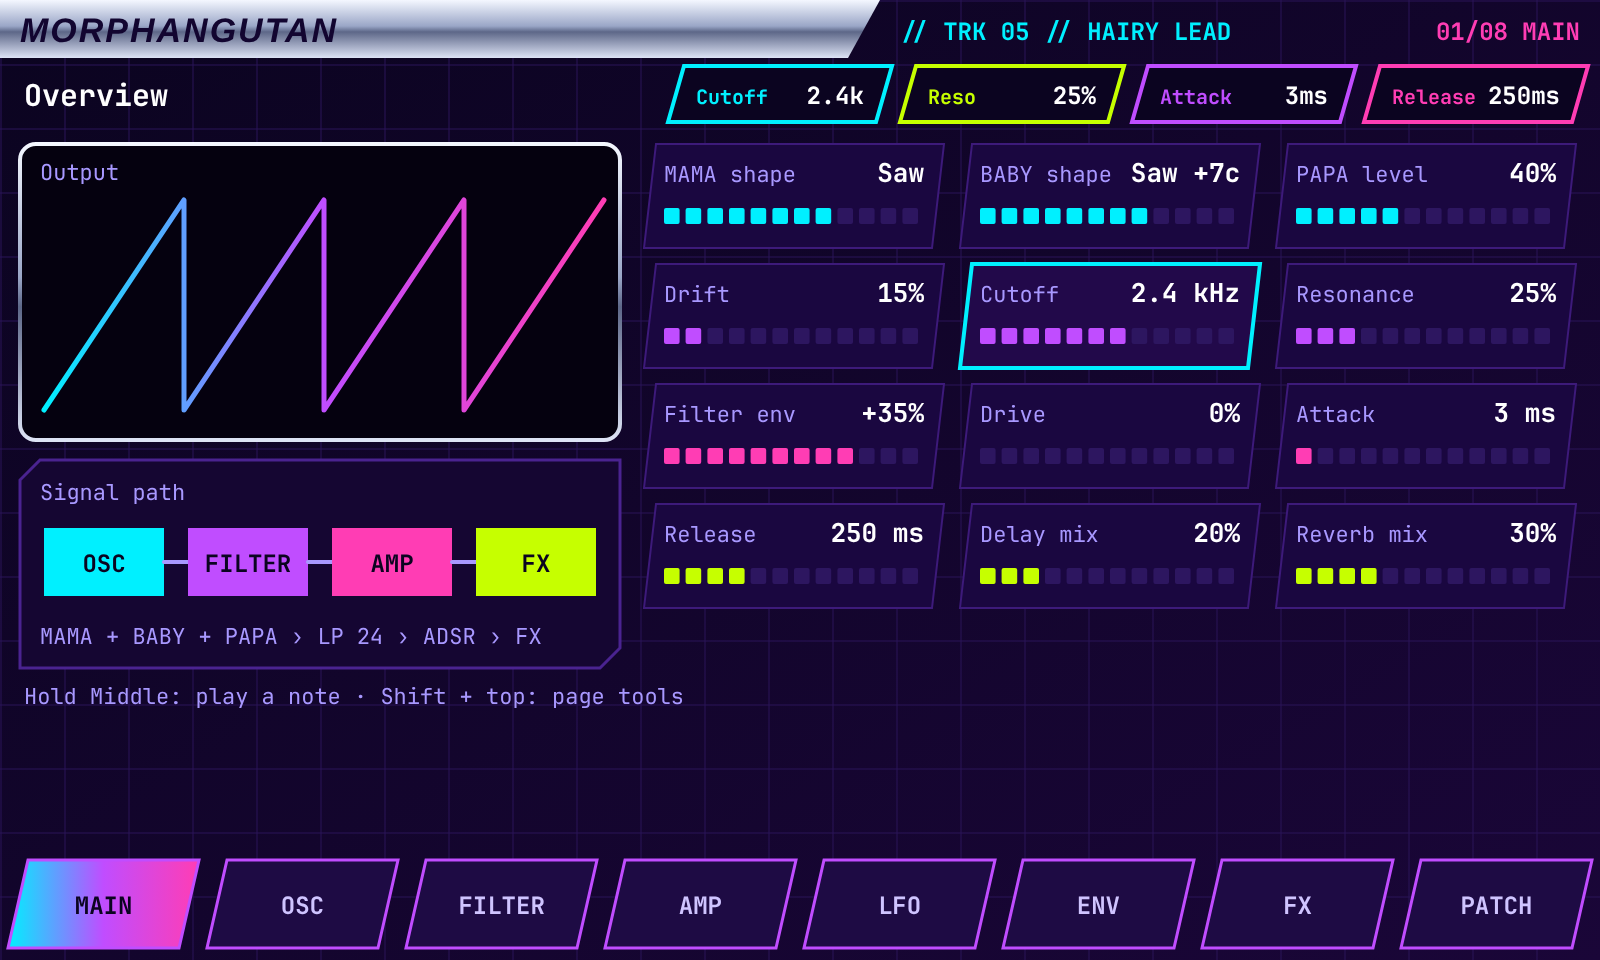 MORPHANGUTAN // TRK 05 // HAIRY LEAD 01/08 MAIN
Overview Cutoff 2.4k Reso 25% Attack 3ms Release 250ms
Output
MAMA shape Saw BABY shape Saw +7c PAPA level 40%
Drift 15% Cutoff 2.4 kHz Resonance 25%
Filter env +35% Drive 0% Attack 3 ms
Signal path
Release 250 ms Delay mix 20% Reverb mix 30%
OSC FILTER AMP FX
MAMA + BABY + PAPA › LP 24 › ADSR › FX
Hold Middle: play a note · Shift + top: page tools
MAIN OSC FILTER AMP LFO ENV FX PATCH